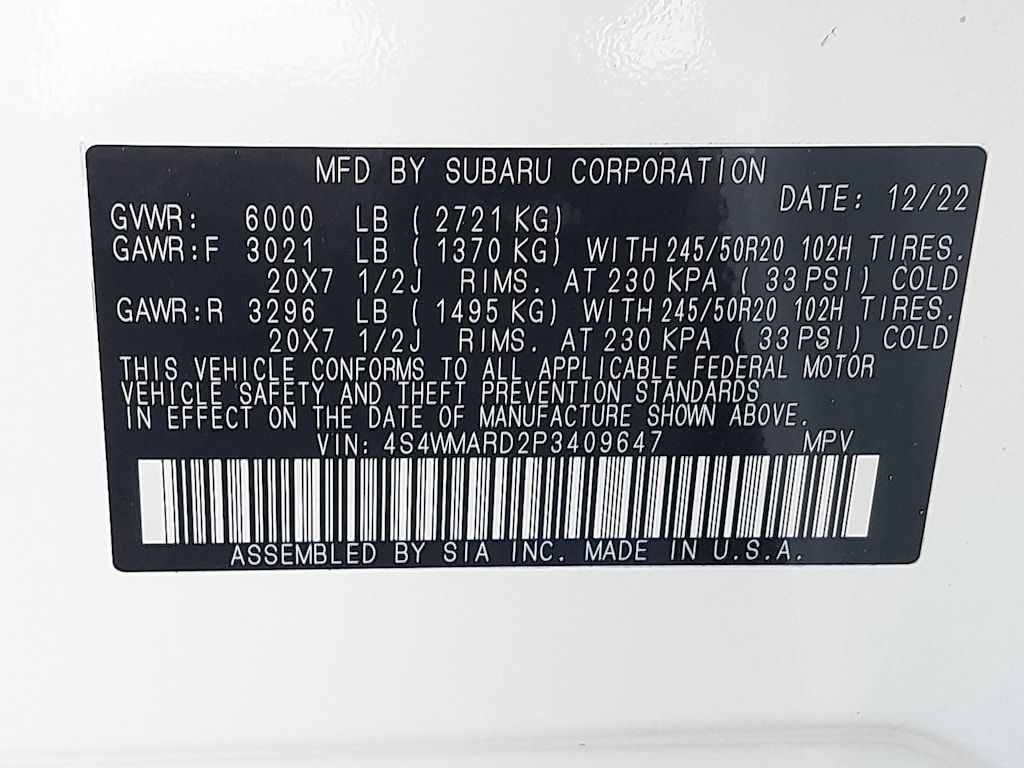 MFD BY SUBARU CORPORATION
DATE: 12/22
GVWR: 6000 LB ( 2721 KG)
GAWR:F 3021 LB ( 1370 KG) WITH 245/50R20 102H TIRES.
20X7 1/2J RIMS. AT 230 KPA ( 33 PSI) COLD
GAWR:R 3296 LB ( 1495 KG) WITH 245/50R20 102H TIRES.
20X7 1/2J RIMS. AT 230 KPA ( 33 PSI) COLD
THIS VEHICLE CONFORMS TO ALL APPLICABLE FEDERAL MOTOR
VEHICLE SAFETY AND THEFT PREVENTION STANDARDS
IN EFFECT ON THE DATE OF MANUFACTURE SHOWN ABOVE.
VIN: 4S4WMARD2P3409647 MPV
ASSEMBLED BY SIA INC. MADE IN U.S.A.